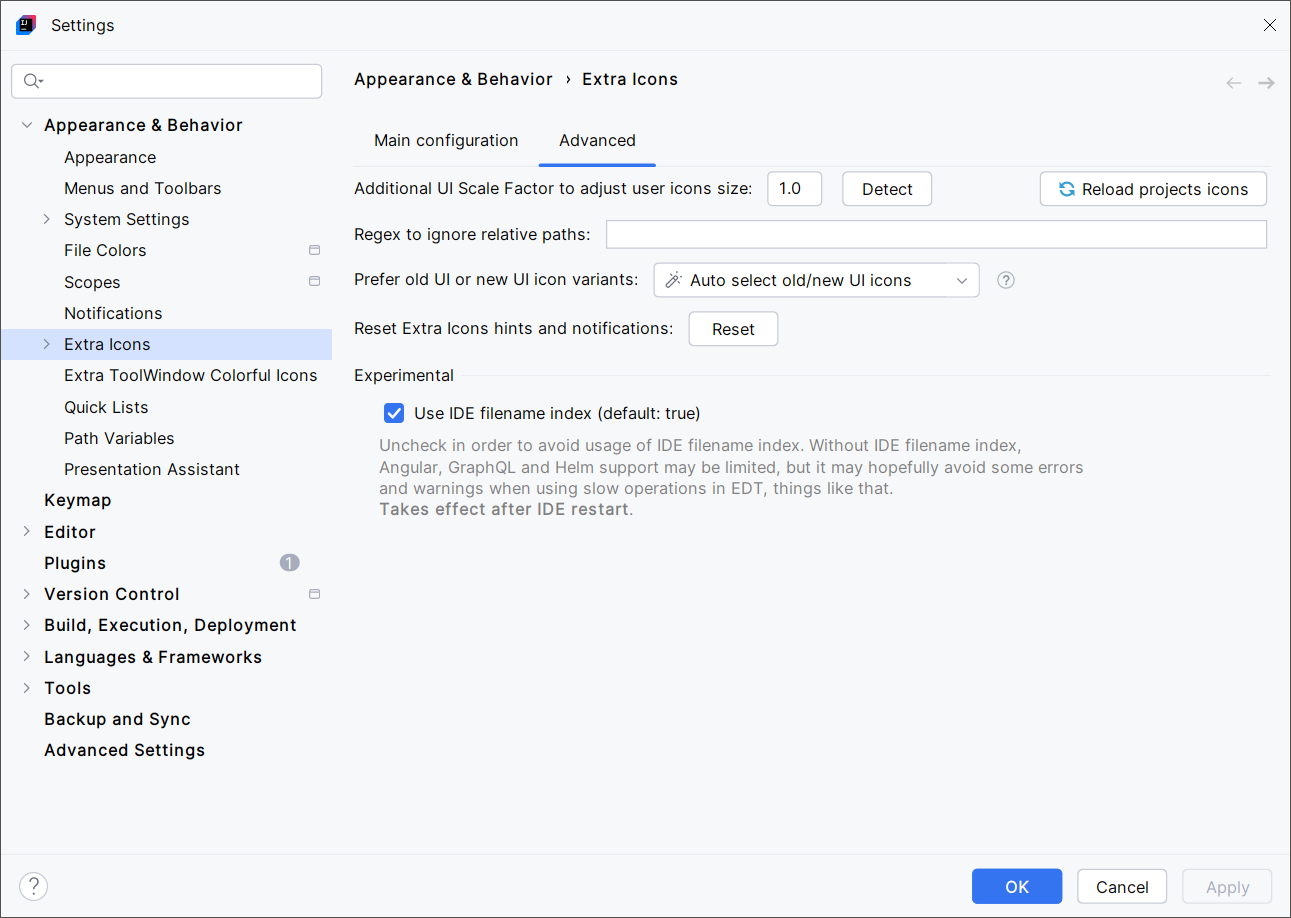 Settings
Appearance & Behavior
Appearance
Menus and Toolbars
System Settings
File Colors
Scopes
Notifications
Extra Icons
Extra ToolWindow Colorful Icons
Quick Lists
Path Variables
Presentation Assistant
Keymap
Editor
Plugins 1
Version Control
Build, Execution, Deployment
Languages & Frameworks
Tools
Backup and Sync
Advanced Settings
Appearance & Behavior › Extra Icons
Main configuration Advanced
Additional UI Scale Factor to adjust user icons size: 1.0 Detect Reload projects icons
Regex to ignore relative paths:
Prefer old UI or new UI icon variants: Auto select old/new UI icons ?
Reset Extra Icons hints and notifications: Reset
Experimental
Use IDE filename index (default: true)
Uncheck in order to avoid usage of IDE filename index. Without IDE filename index,
Angular, GraphQL and Helm support may be limited, but it may hopefully avoid some errors
and warnings when using slow operations in EDT, things like that.
Takes effect after IDE restart.
? OK Cancel Apply